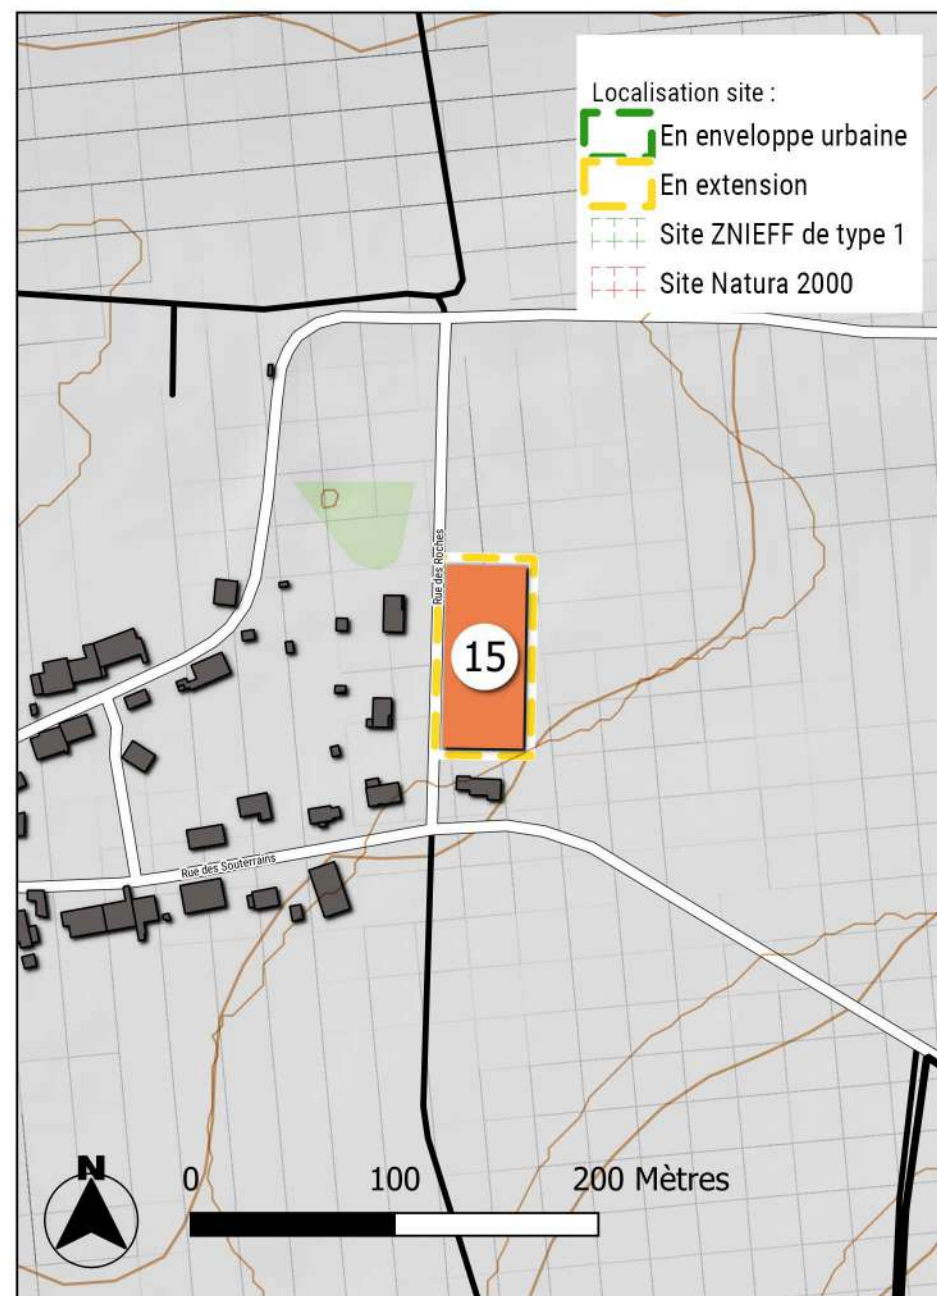 Localisation site :
En enveloppe urbaine
En extension
Site ZNIEFF de type 1
Site Natura 2000
Rue des Roches
15
Rue des Souterrains
N
0 100 200 Mètres